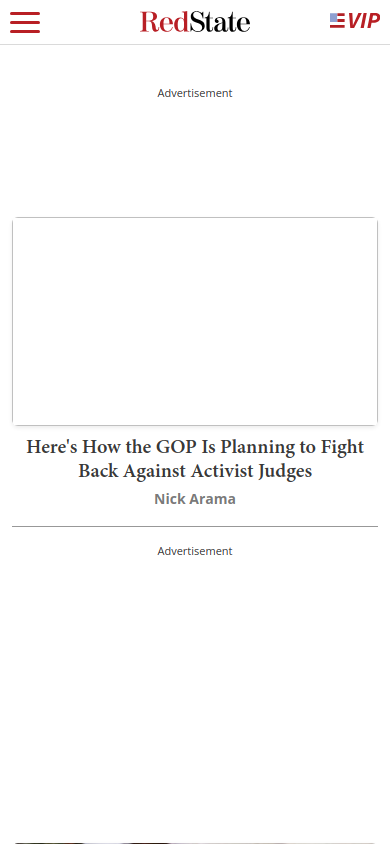 RedState
VIP
Advertisement
Here's How the GOP Is Planning to Fight
Back Against Activist Judges
Nick Arama
Advertisement